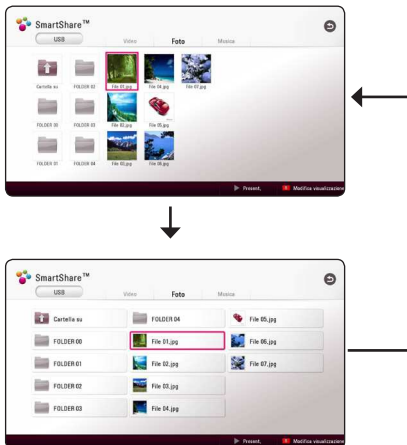 SmartShare™
USB
Video Foto Musica
Cartella su FOLDER 02 File 01.jpg File 04.jpg File 07.jpg
FOLDER 00 FOLDER 03 File 02.jpg File 05.jpg
FOLDER 01 FOLDER 04 File 03.jpg File 06.jpg
Present. Modifica visualizzazione
SmartShare™
USB
Video Foto Musica
Cartella su FOLDER 04 File 05.jpg
FOLDER 00 File 01.jpg File 06.jpg
FOLDER 01 File 02.jpg File 07.jpg
FOLDER 02 File 03.jpg
FOLDER 03 File 04.jpg
Present. Modifica visualizzazione